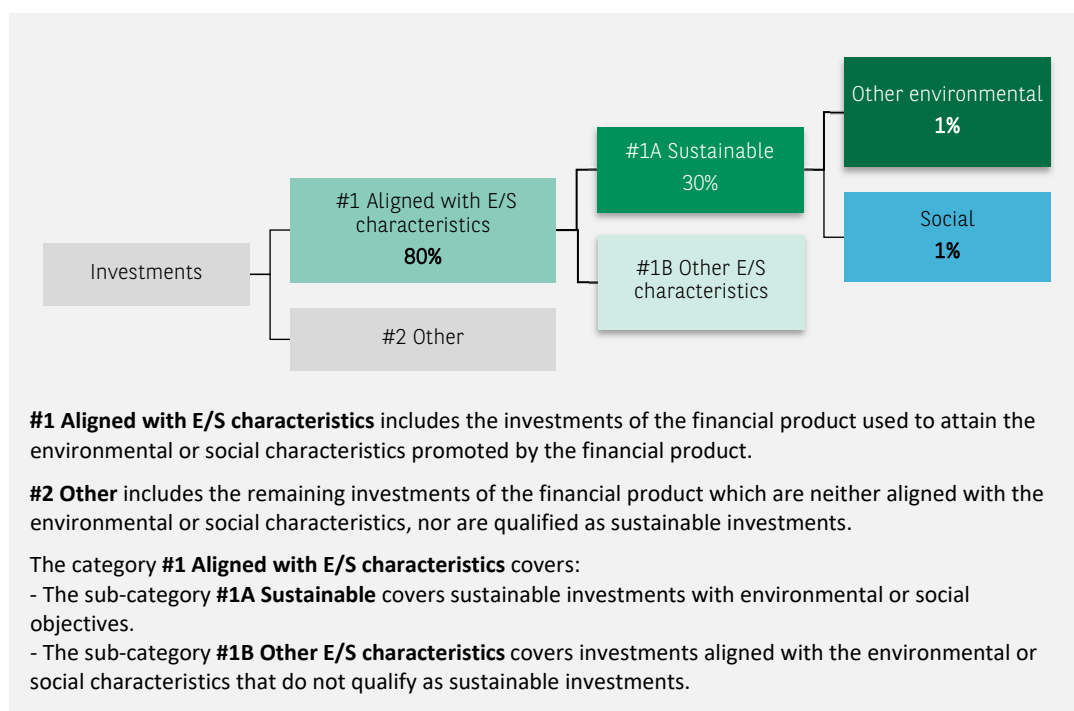 Other environmental
1%
#1A Sustainable
30%
#1 Aligned with E/S
characteristics
80%
Social
1%
Investments
#1B Other E/S
characteristics
#2 Other
#1 Aligned with E/S characteristics includes the investments of the financial product used to attain the
environmental or social characteristics promoted by the financial product.
#2 Other includes the remaining investments of the financial product which are neither aligned with the
environmental or social characteristics, nor are qualified as sustainable investments.
The category #1 Aligned with E/S characteristics covers:
- The sub-category #1A Sustainable covers sustainable investments with environmental or social
objectives.
- The sub-category #1B Other E/S characteristics covers investments aligned with the environmental or
social characteristics that do not qualify as sustainable investments.